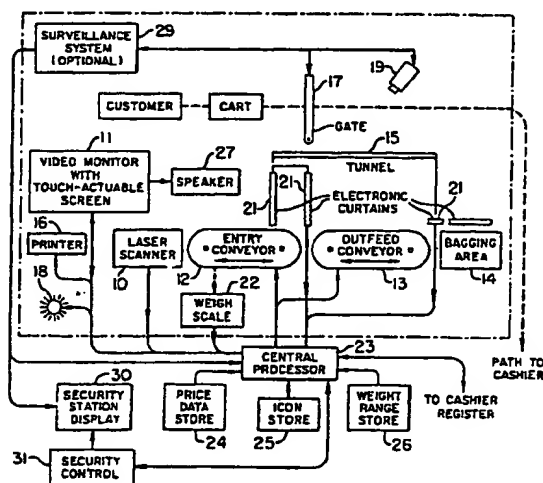 29
SURVEILLANCE
SYSTEM
(OPTIONAL)
17
19
CUSTOMER
CART
GATE
11
VIDEO MONITOR
WITH
TOUCH-ACTUABLE
SCREEN
27
SPEAKER
15
TUNNEL
21
21
ELECTRONIC
CURTAINS
21
16
PRINTER
18
LASER
SCANNER
10
ENTRY
CONVEYOR
12
OUTFEED
CONVEYOR
13
BAGGING
AREA
14
WEIGH
SCALE
22
23
CENTRAL
PROCESSOR
PATH TO
CASHIER
TO CASHIER
REGISTER
30
SECURITY
STATION
DISPLAY
PRICE
DATA
STORE
24
ICON
STORE
25
WEIGHT
RANGE
STORE
26
31
SECURITY
CONTROL